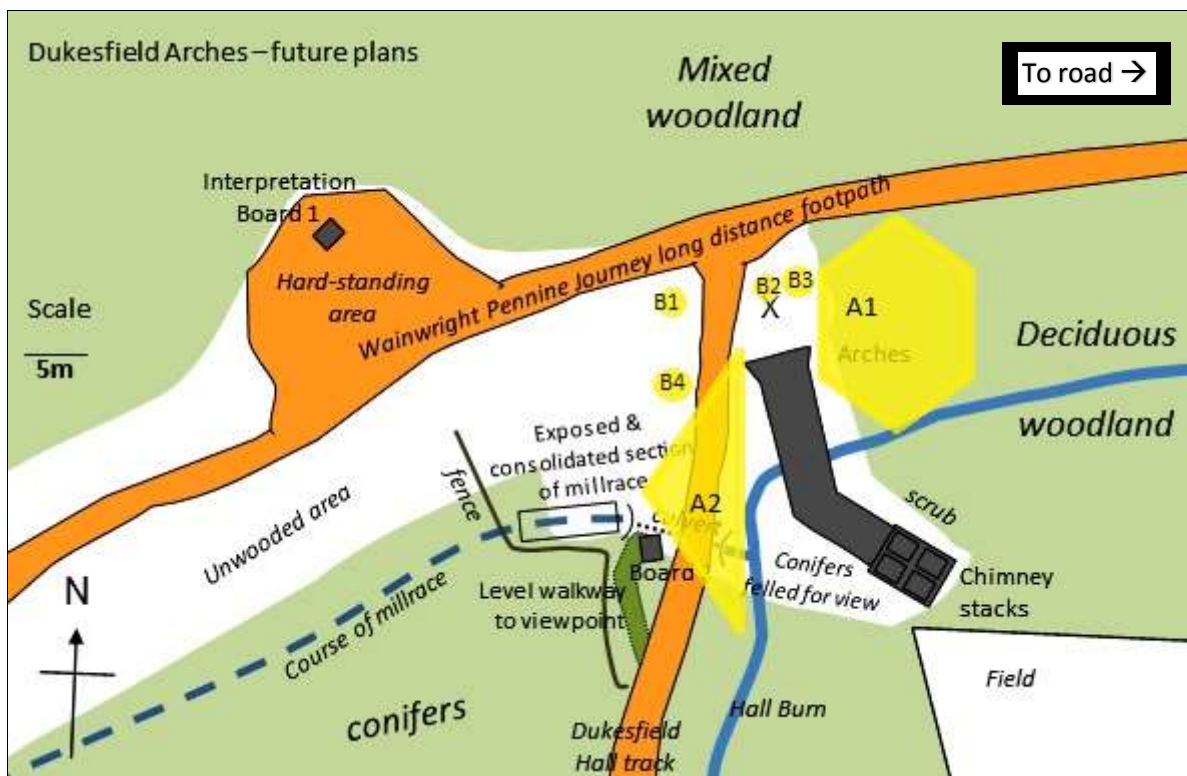 Dukesfield Arches – future plans
To road →
Mixed
woodland
Interpretation
Board 1
Hard-standing
area
Wainwright Pennine Journey long distance footpath
B1
B2
B3
X
A1
Arches
Scale
5m
Deciduous
woodland
B4
Exposed &
consolidated section
of millrace
fence
A2
culvert
scrub
Unwooded area
Board
Conifers
felled for view
Chimney
stacks
N
Level walkway
to viewpoint
Course of millrace
Field
conifers
Hall Burn
Dukesfield
Hall track